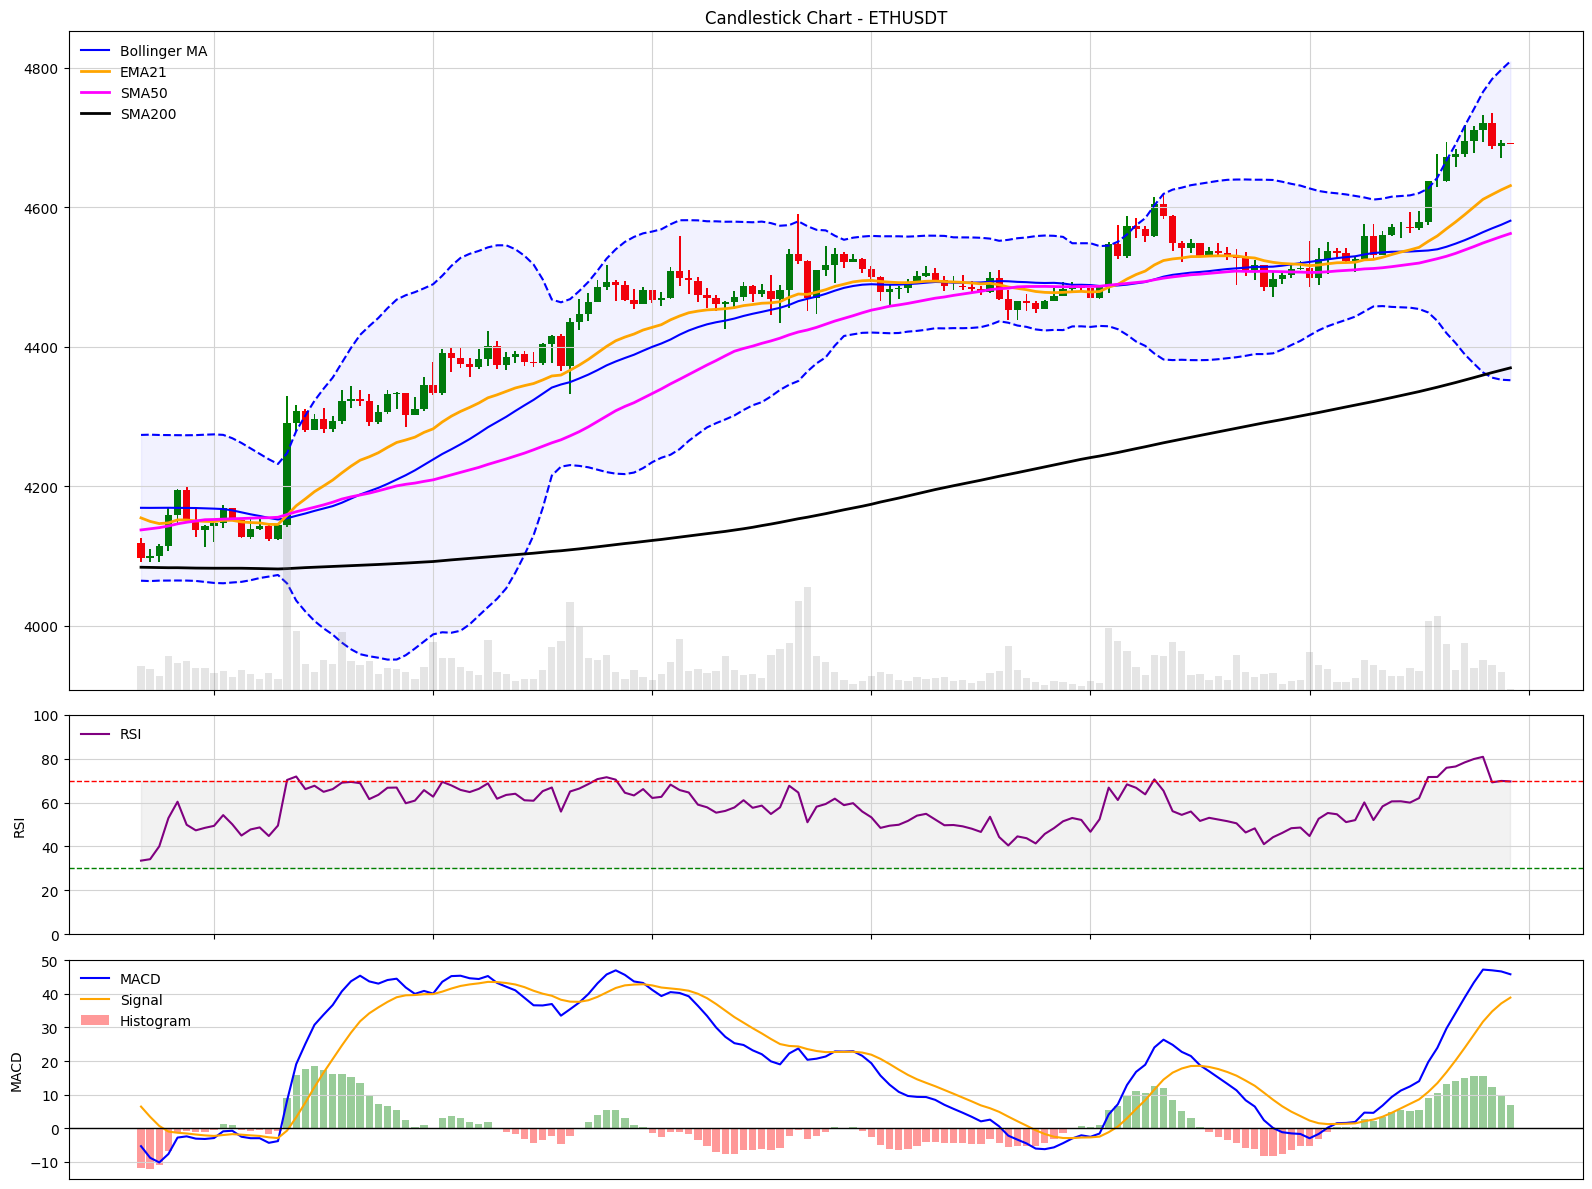 Candlestick Chart - ETHUSDT
Bollinger MA
EMA21
SMA50
SMA200
4800
4600
4400
4200
4000
RSI
RSI
100
80
60
40
20
0
MACD
Signal
Histogram
MACD
50
40
30
20
10
0
−10